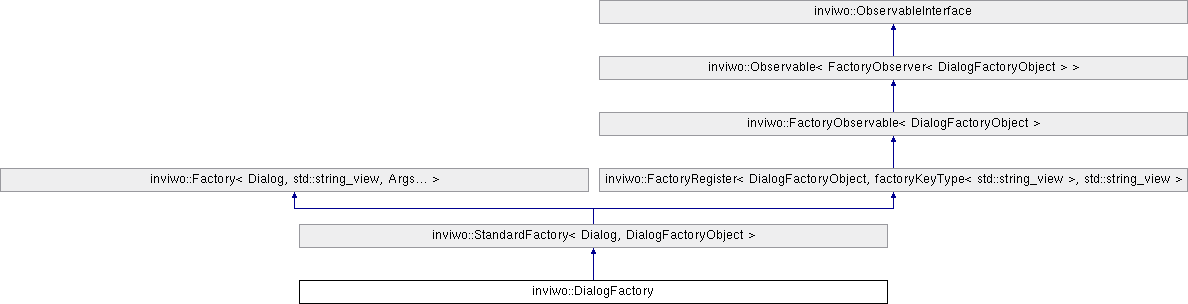 inviwo::ObservableInterface
inviwo::Observable< FactoryObserver< DialogFactoryObject > >
inviwo::FactoryObservable< DialogFactoryObject >
inviwo::Factory< Dialog, std::string_view, Args... >
inviwo::FactoryRegister< DialogFactoryObject, factoryKeyType< std::string_view >, std::string_view >
inviwo::StandardFactory< Dialog, DialogFactoryObject >
inviwo::DialogFactory